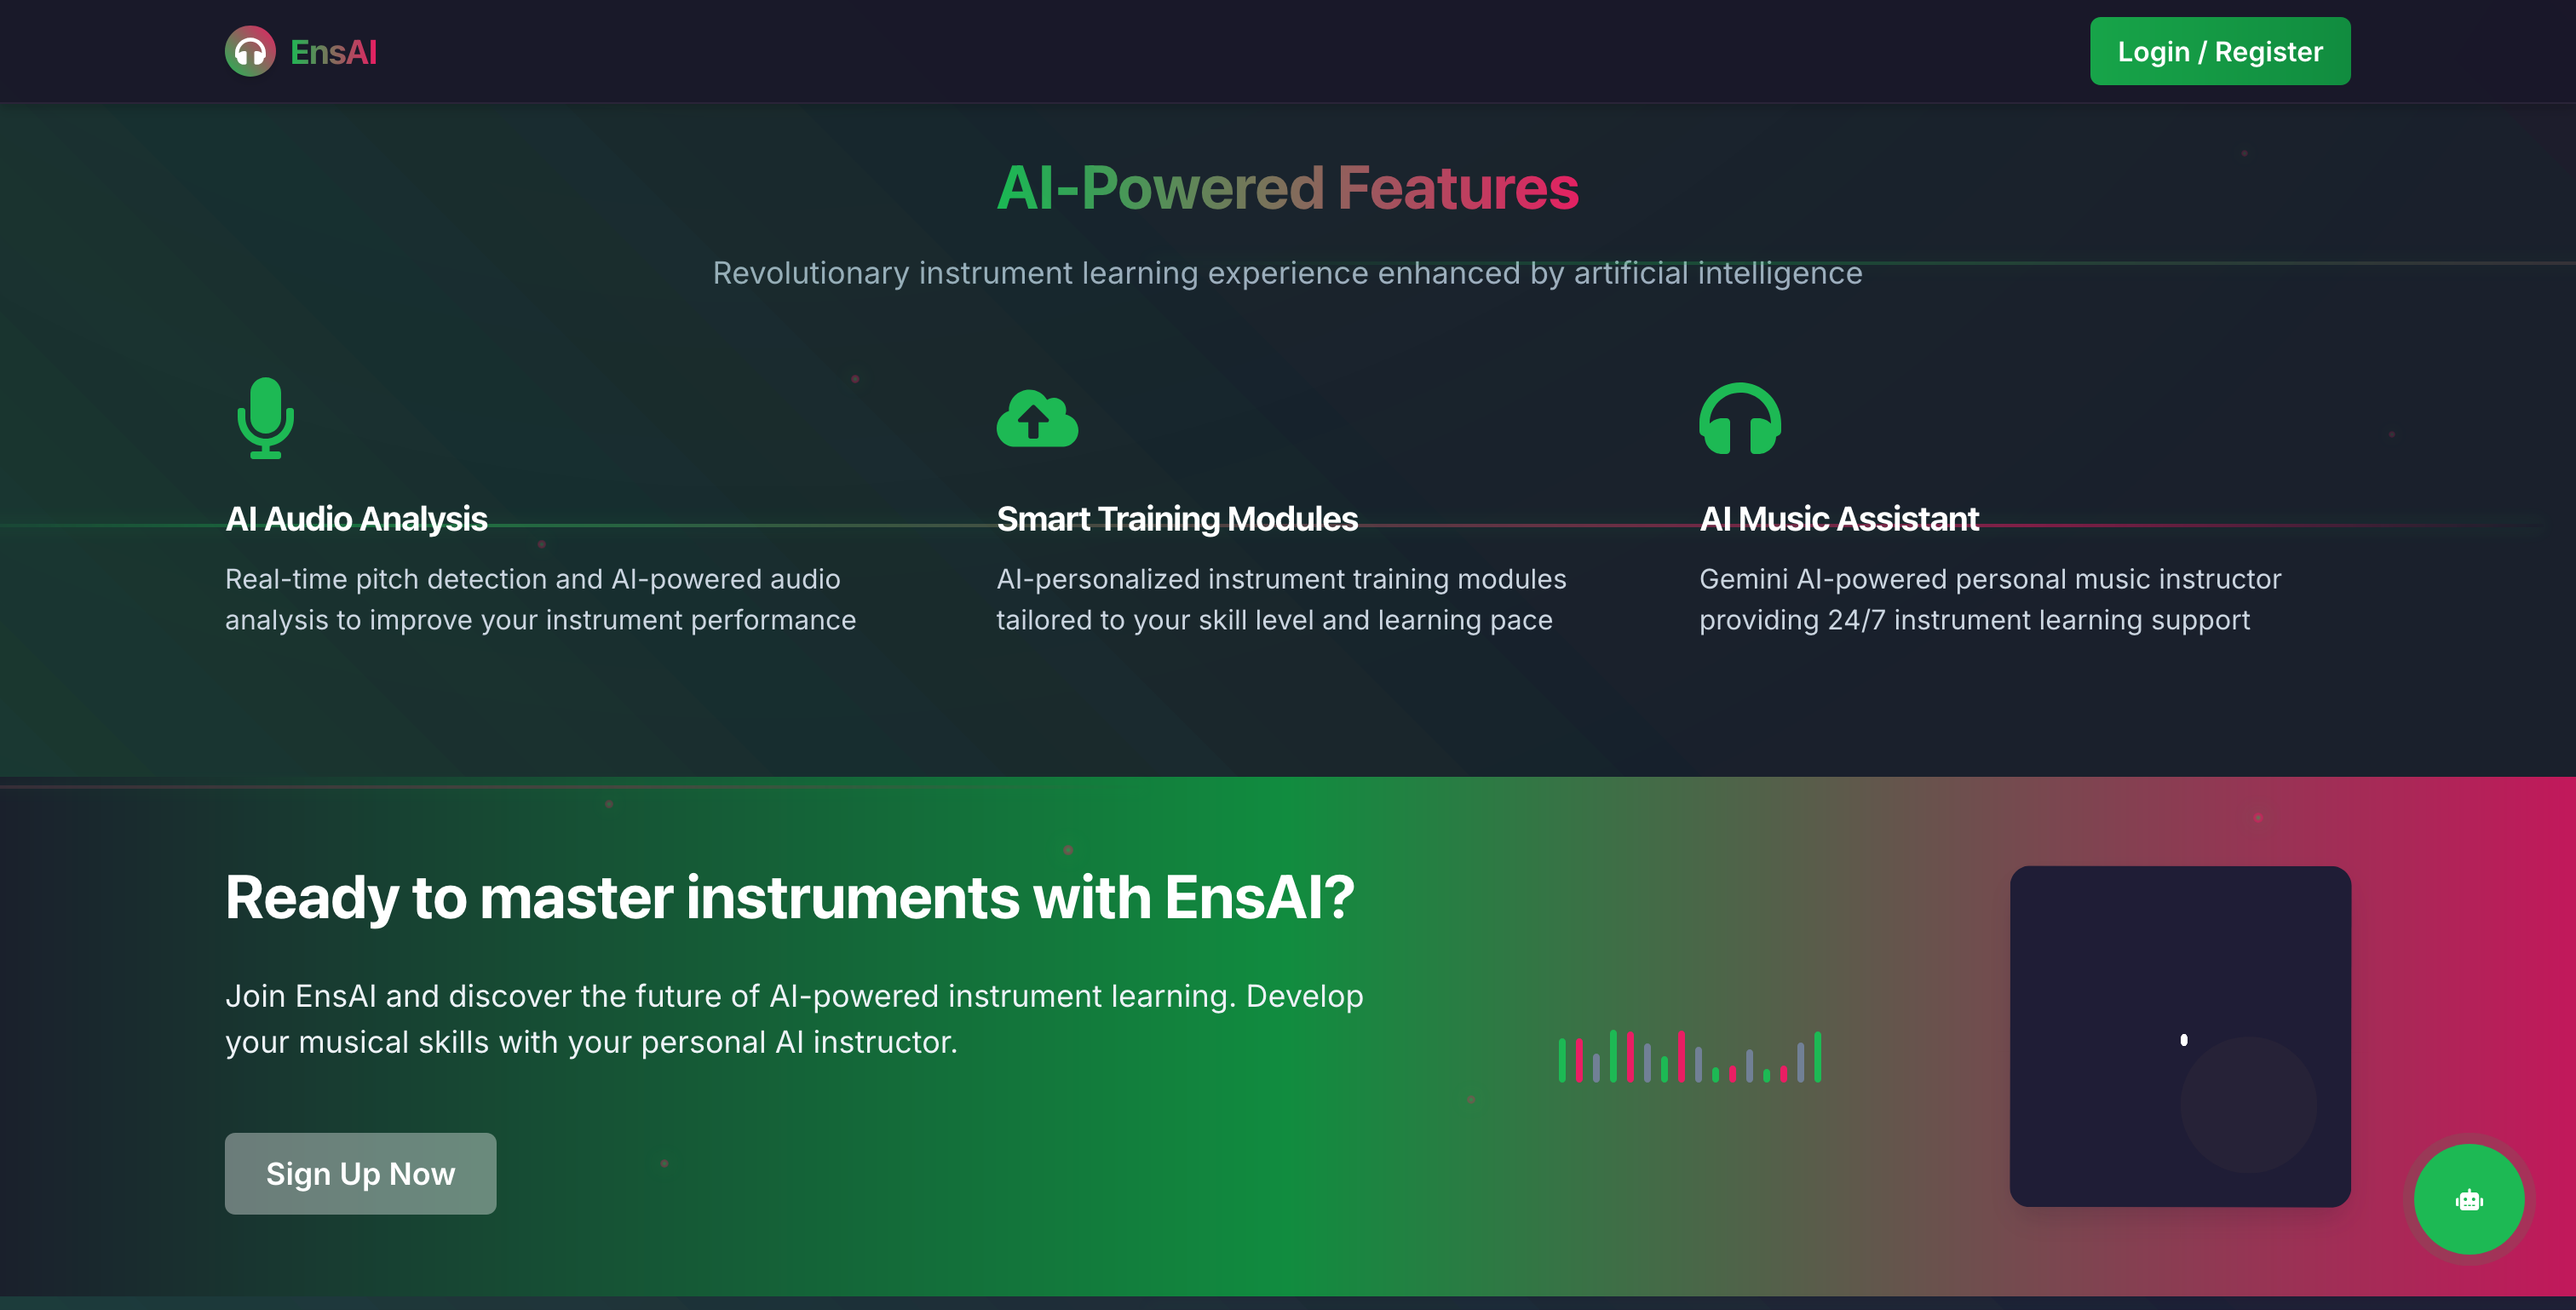 EnsAI
Login / Register
AI-Powered Features
Revolutionary instrument learning experience enhanced by artificial intelligence
AI Audio Analysis
Real-time pitch detection and AI-powered audio
analysis to improve your instrument performance
Smart Training Modules
AI-personalized instrument training modules
tailored to your skill level and learning pace
AI Music Assistant
Gemini AI-powered personal music instructor
providing 24/7 instrument learning support
Ready to master instruments with EnsAI?
Join EnsAI and discover the future of AI-powered instrument learning. Develop
your musical skills with your personal AI instructor.
Sign Up Now